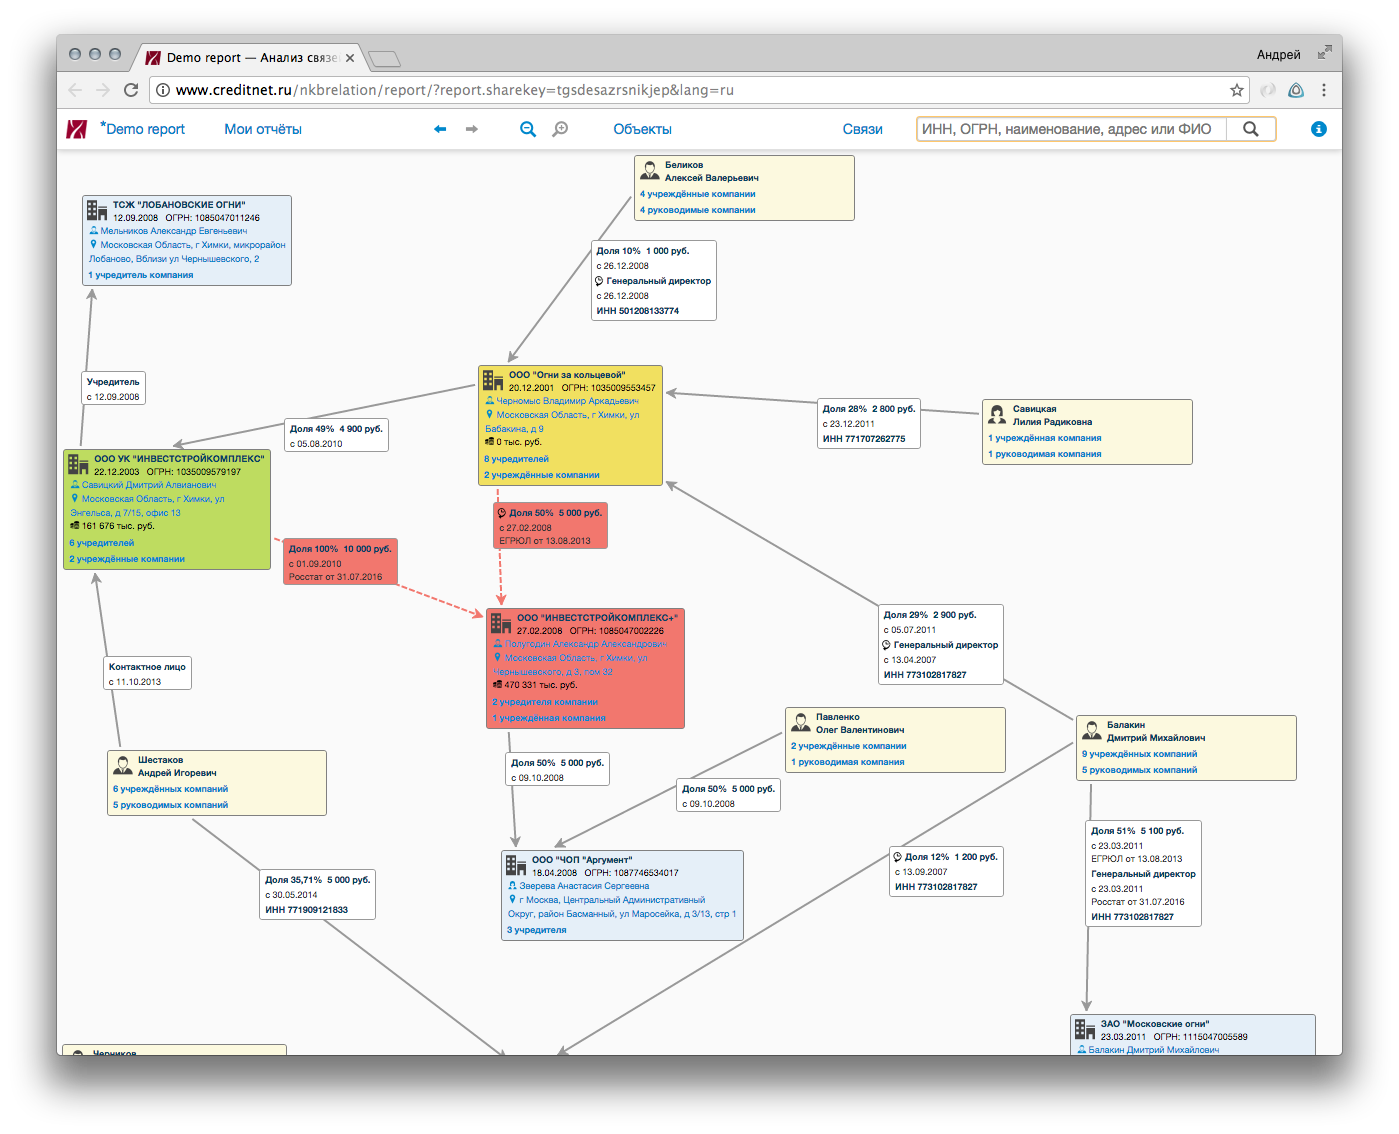 Demo report — Анализ связе
Андрей
www.creditnet.ru/nkbrelation/report/?report.sharekey=tgsdesazrsnikjep&lang=ru
*Demo report
Мои отчёты
Объекты
Связи
ИНН, ОГРН, наименование, адрес или ФИО
Беликов
Алексей Валерьевич
4 учреждённые компании
4 руководимые компании
ТСЖ "ЛОБАНОВСКИЕ ОГНИ"
12.09.2008 ОГРН: 1085047011246
Мельников Александр Евгеньевич
Московская Область, г Химки, микрорайон
Лобаново, Вблизи ул Чернышевского, 2
1 учредитель компания
Доля 10% 1 000 руб.
с 26.12.2008
Генеральный директор
с 26.12.2008
ИНН 501208133774
Учредитель
с 12.09.2008
ООО "Огни за кольцевой"
20.12.2001 ОГРН: 1035009553457
Черномыс Владимир Аркадьевич
Московская Область, г Химки, ул
Бабакина, д 9
0 тыс. руб.
8 учредителей
2 учреждённые компании
Доля 28% 2 800 руб.
с 23.12.2011
ИНН 771707262775
Савицкая
Лилия Радиковна
1 учреждённая компания
1 руководимая компания
Доля 49% 4 900 руб.
с 05.08.2010
ООО УК "ИНВЕСТСТРОЙКОМПЛЕКС"
22.12.2003 ОГРН: 1035009579197
Савицкий Дмитрий Алвианович
Московская Область, г Химки, ул
Энгельса, д 7/15, офис 13
161 676 тыс. руб.
6 учредителей
2 учреждённые компании
Доля 50% 5 000 руб.
с 27.02.2008
ЕГРЮЛ от 13.08.2013
Доля 100% 10 000 руб.
с 01.09.2010
Росстат от 31.07.2016
ООО "ИНВЕСТСТРОЙКОМПЛЕКС+"
27.02.2008 ОГРН: 1085047002226
Полугодин Александр Александрович
Московская Область, г Химки, ул
Чернышевского, д 3, пом 32
470 331 тыс. руб.
2 учредителя компании
1 учреждённая компания
Доля 29% 2 900 руб.
с 05.07.2011
Генеральный директор
с 13.04.2007
ИНН 773102817827
Контактное лицо
с 11.10.2013
Павленко
Олег Валентинович
2 учреждённые компании
1 руководимая компания
Балакин
Дмитрий Михайлович
9 учреждённых компаний
5 руководимых компаний
Шестаков
Андрей Игоревич
6 учреждённых компаний
5 руководимых компаний
Доля 50% 5 000 руб.
с 09.10.2008
Доля 50% 5 000 руб.
с 09.10.2008
Доля 51% 5 100 руб.
с 23.03.2011
ЕГРЮЛ от 13.08.2013
Генеральный директор
с 23.03.2011
Росстат от 31.07.2016
ИНН 773102817827
Доля 12% 1 200 руб.
с 13.09.2007
ИНН 773102817827
ООО "ЧОП "Аргумент"
18.04.2008 ОГРН: 1087746534017
Зверева Анастасия Сергеевна
г Москва, Центральный Административный
Округ, район Басманный, ул Маросейка, д 3/13, стр 1
3 учредителя
Доля 35,71% 5 000 руб.
с 30.05.2014
ИНН 771909121833
ЗАО "Московские огни"
23.03.2011 ОГРН: 1115047005589
Балакин Дмитрий Михайлович
Черников